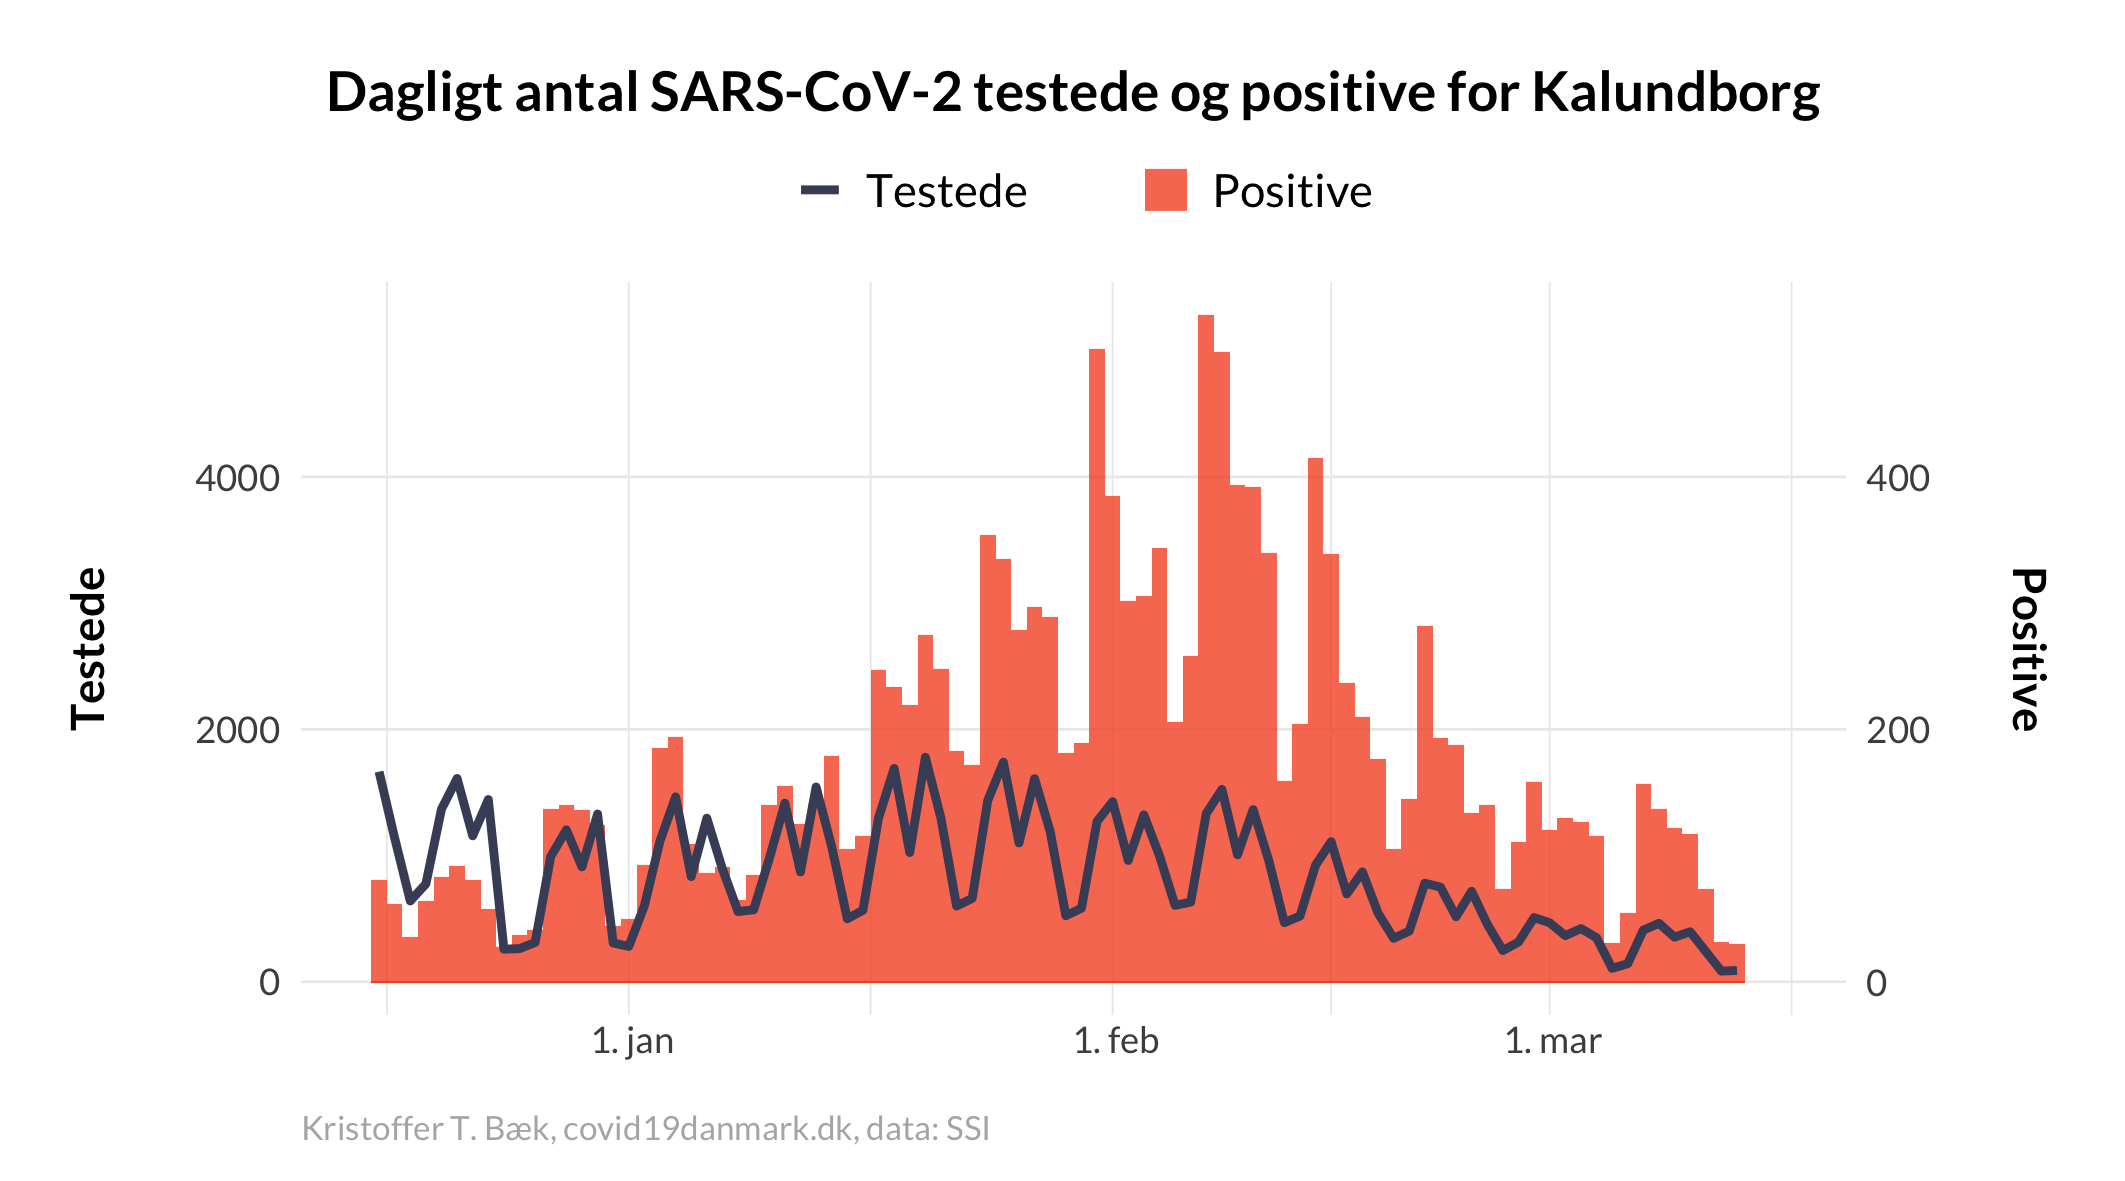 Dagligt antal SARS-CoV-2 testede og positive for Kalundborg
Testede
Positive
4000
2000
0
Testede
400
200
0
Positive
1. jan
1. feb
1. mar
Kristoffer T. Bæk, covid19danmark.dk, data: SSI